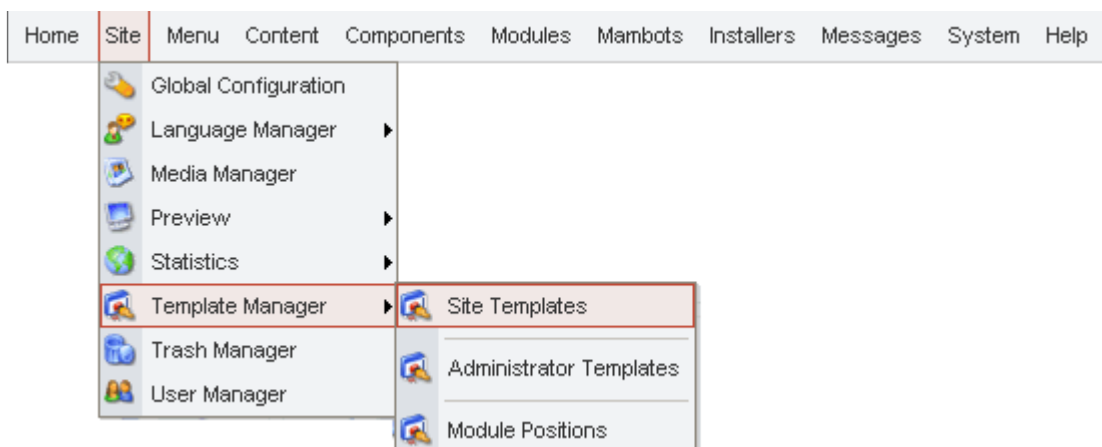 Home Site Menu Content Components Modules Mambots Installers Messages System Help
Global Configuration
Language Manager
Media Manager
Preview
Statistics
Template Manager
Site Templates
Trash Manager
Administrator Templates
User Manager
Module Positions